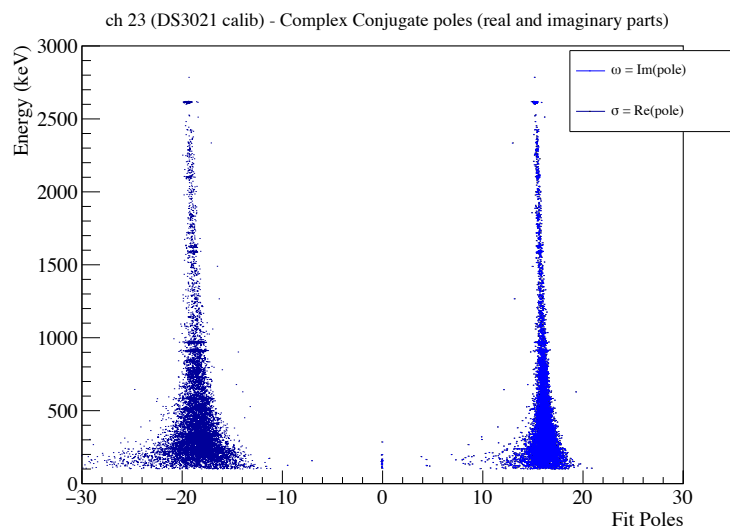 ch 23 (DS3021 calib) - Complex Conjugate poles (real and imaginary parts)
Energy (keV)
3000
2500
2000
1500
1000
500
0
ω = Im(pole)
σ = Re(pole)
−30 −20 −10 0 10 20 30
Fit Poles